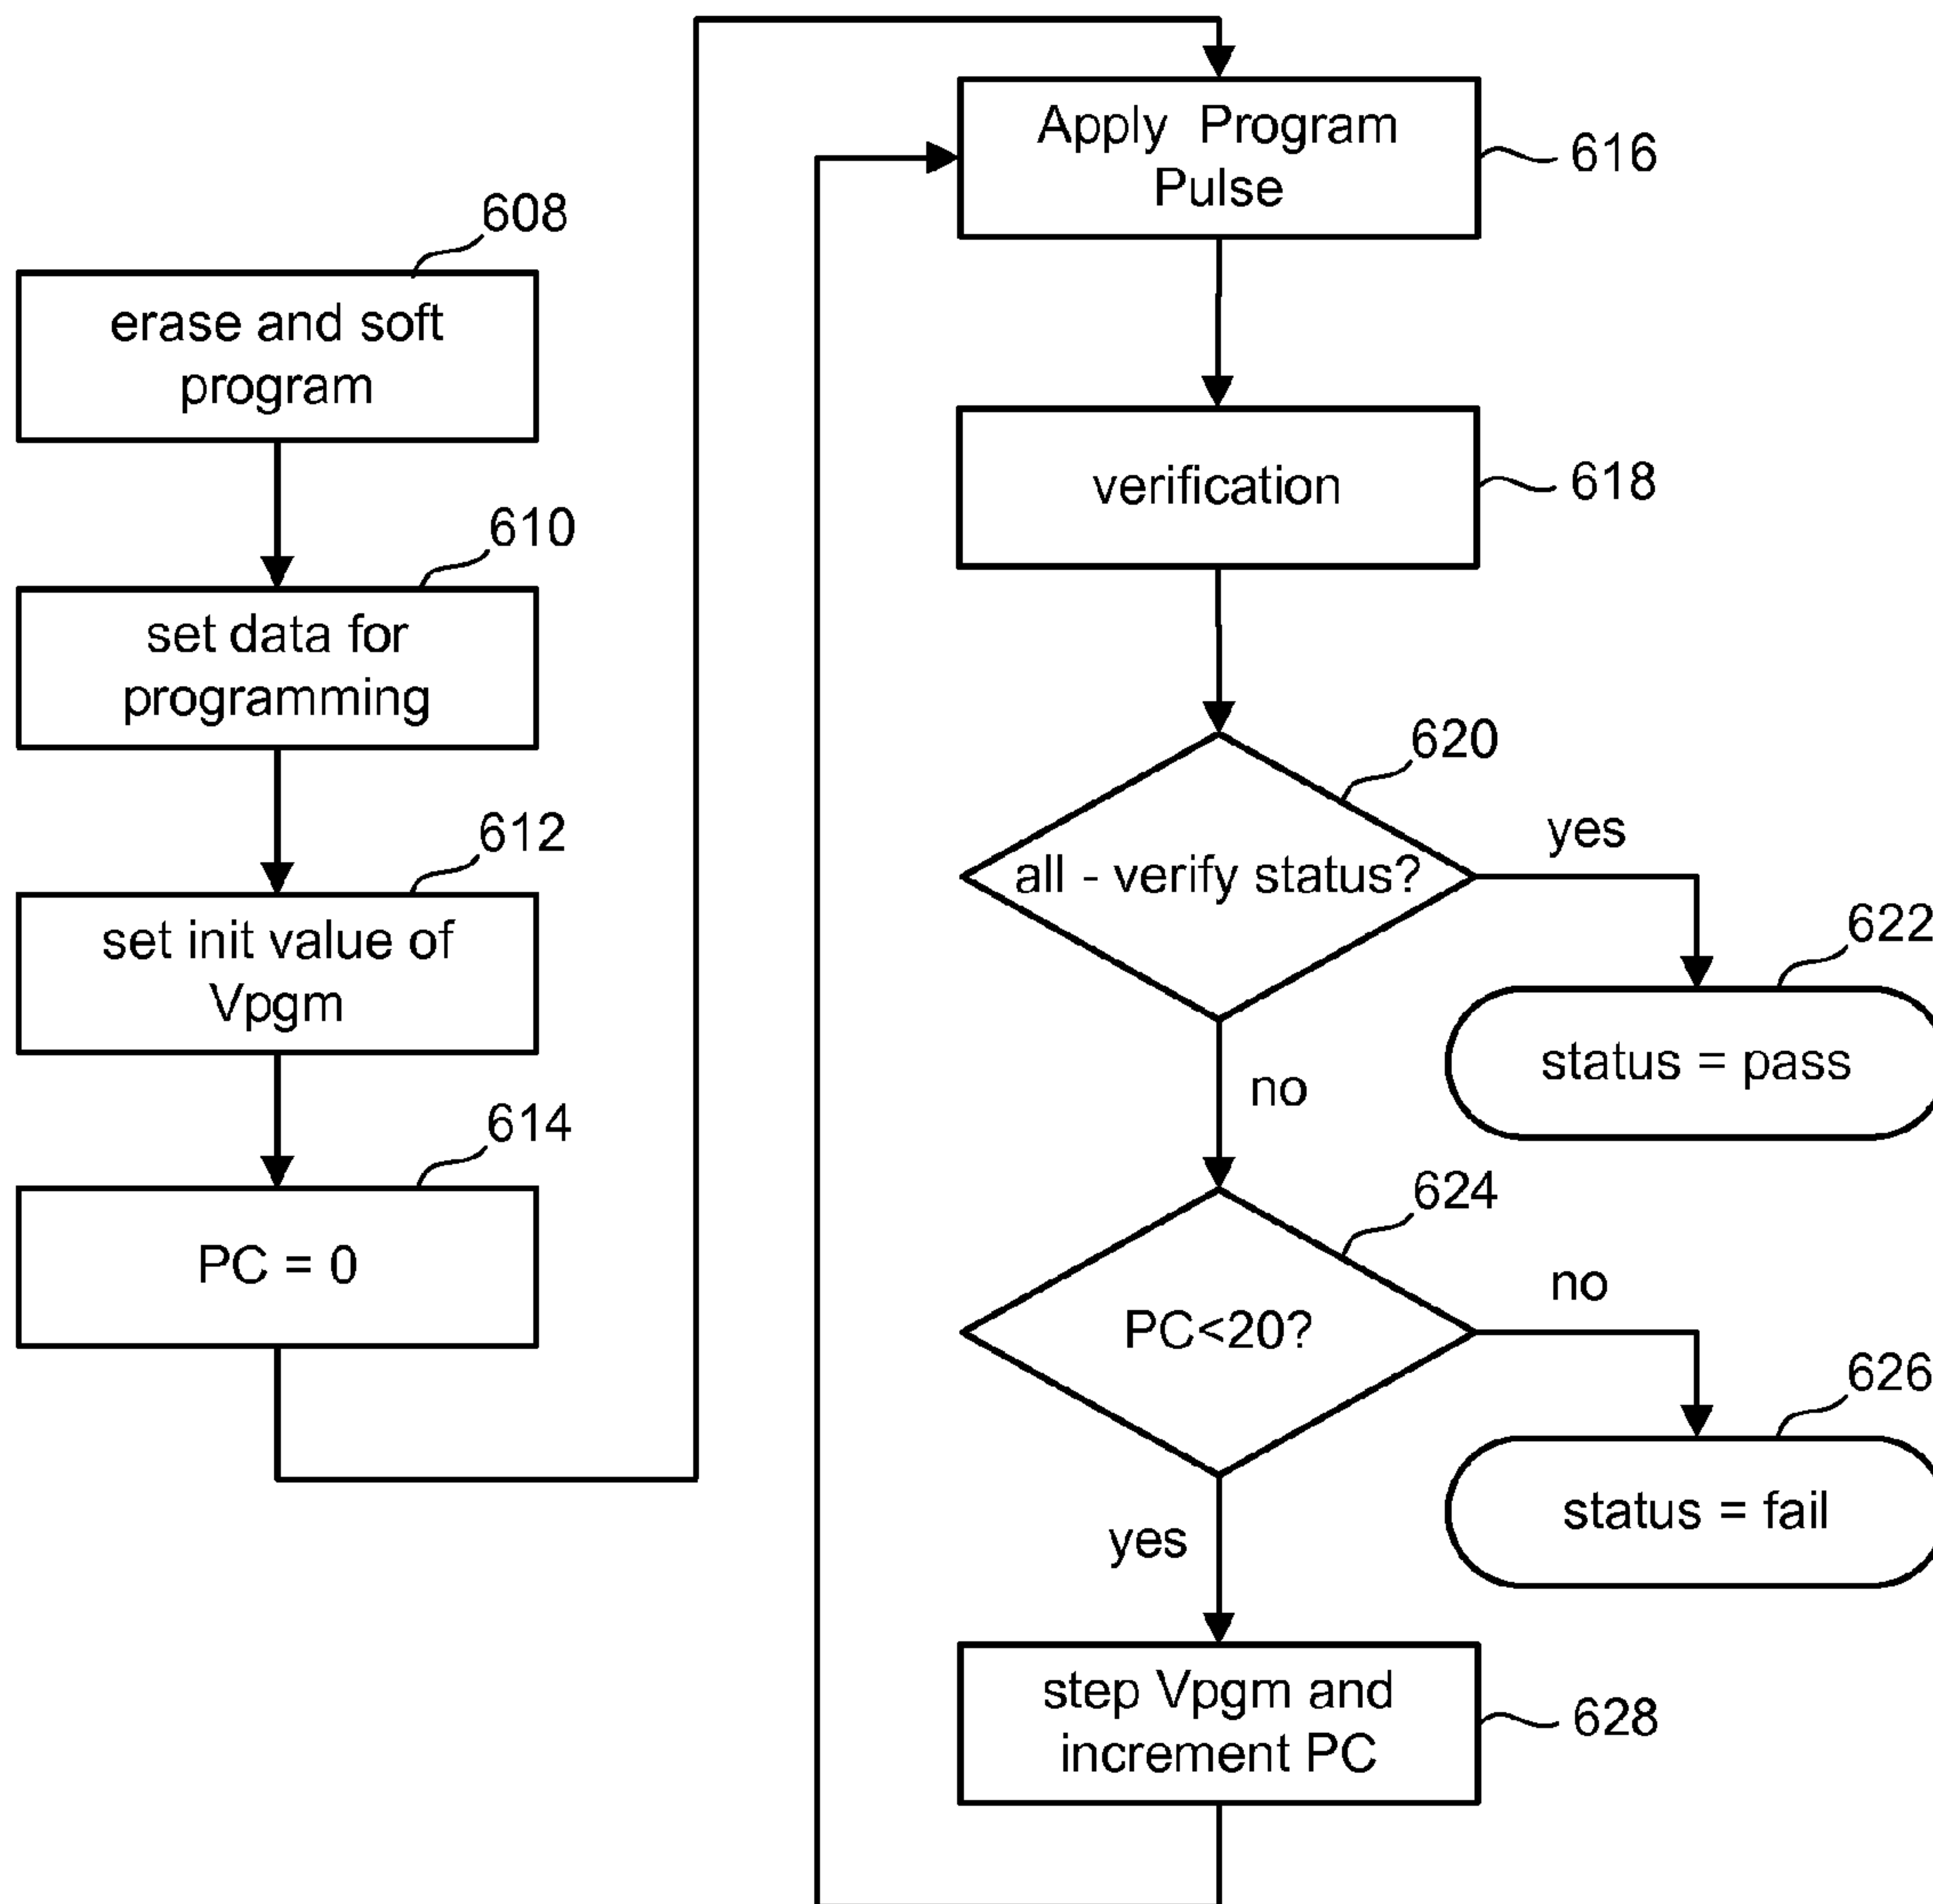 608
erase and soft
program
610
set data for
programming
612
set init value of
Vpgm
614
PC = 0
Apply Program
Pulse
616
verification
618
620
all - verify status?
yes
622
status = pass
no
624
PC<20?
no
626
status = fail
yes
step Vpgm and
increment PC
628